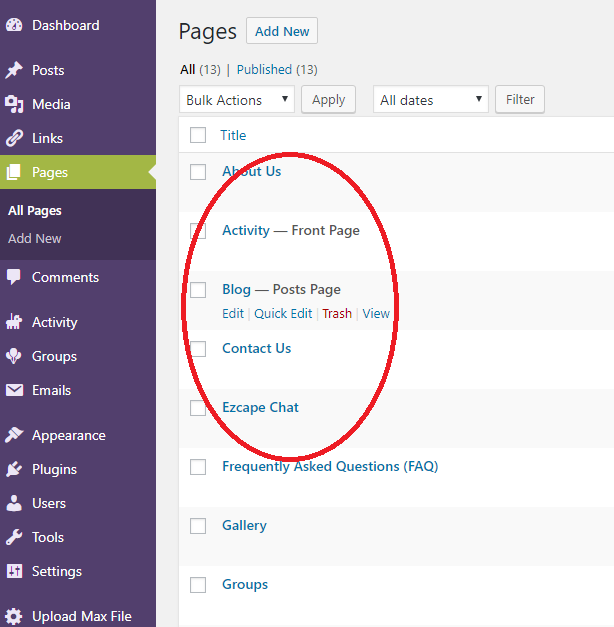 Dashboard
Posts
Media
Links
Pages
All Pages
Add New
Comments
Activity
Groups
Emails
Appearance
Plugins
Users
Tools
Settings
Upload Max File
Pages Add New
All (13) | Published (13)
Bulk Actions Apply All dates Filter
Title
About Us
Activity — Front Page
Blog — Posts Page
Edit | Quick Edit | Trash | View
Contact Us
Ezcape Chat
Frequently Asked Questions (FAQ)
Gallery
Groups